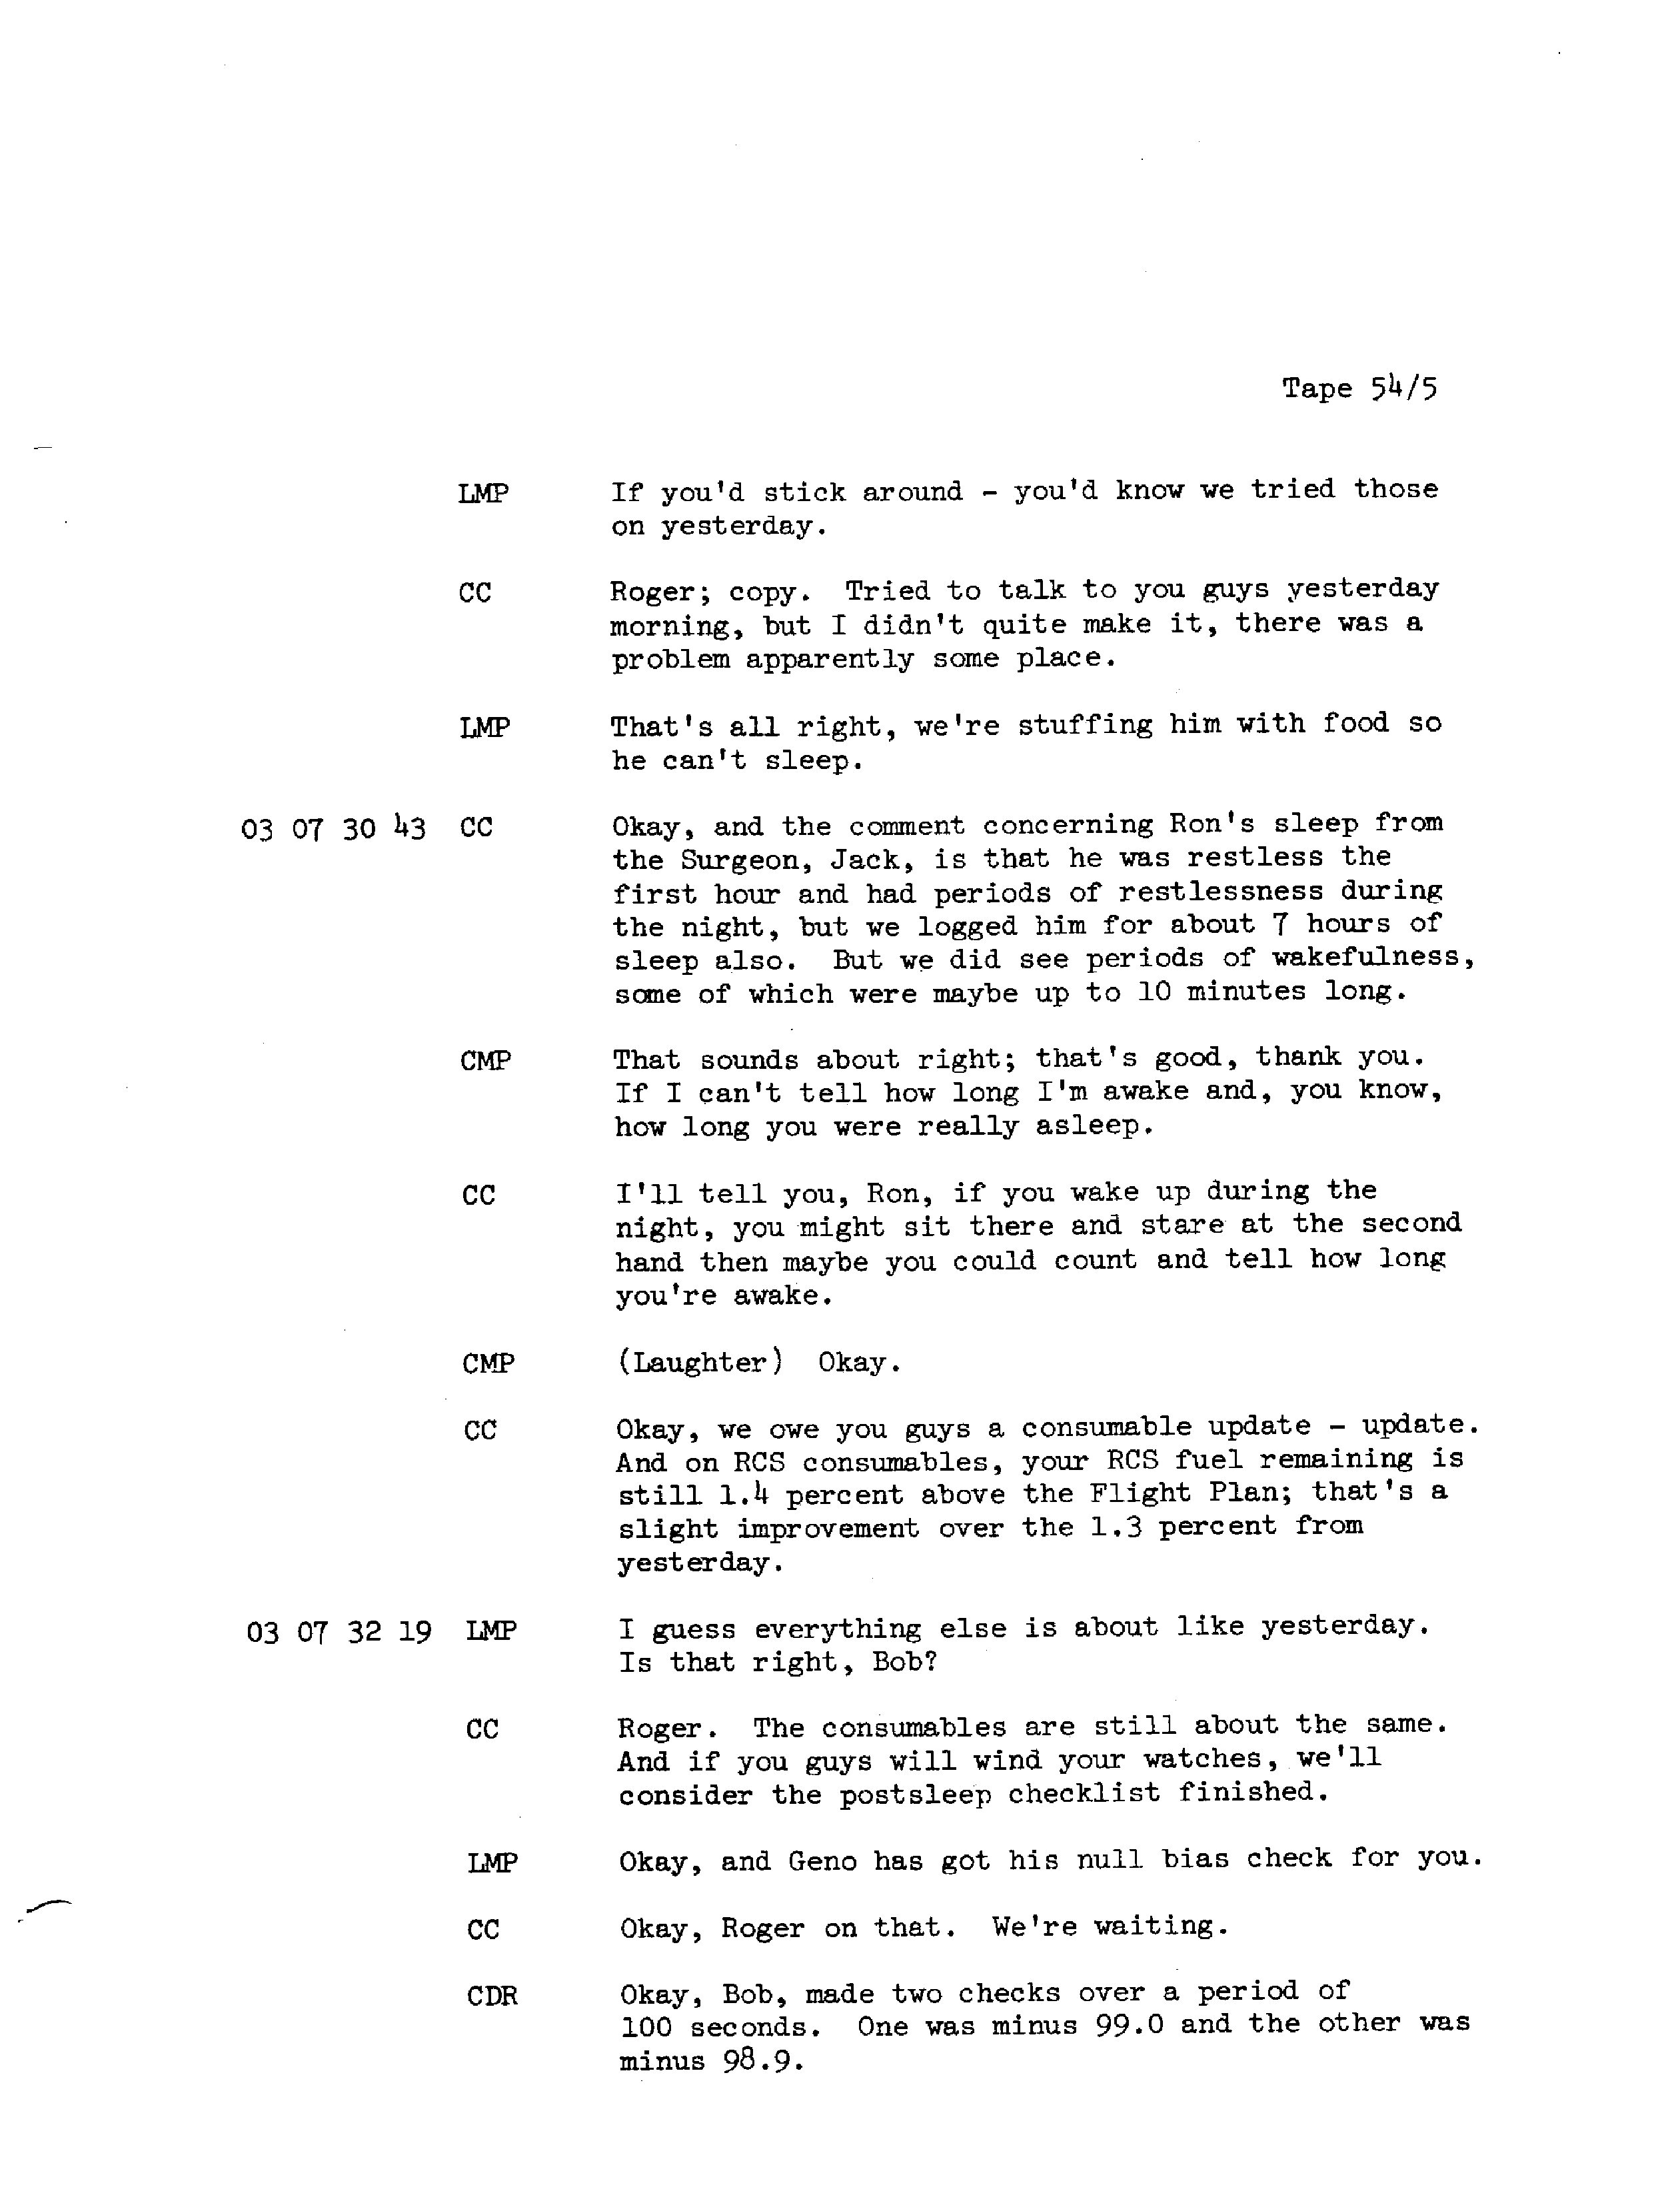 Tape 54/5
LMP If you'd stick around - you'd know we tried those
on yesterday.
CC Roger; copy. Tried to talk to you guys yesterday
morning, but I didn't quite make it, there was a
problem apparently some place.
LMP That's all right, we're stuffing him with food so
he can't sleep.
03 07 30 43 CC Okay, and the comment concerning Ron's sleep from
the Surgeon, Jack, is that he was restless the
first hour and had periods of restlessness during
the night, but we logged him for about 7 hours of
sleep also. But we did see periods of wakefulness,
some of which were maybe up to 10 minutes long.
CMP That sounds about right; that's good, thank you.
If I can't tell how long I'm awake and, you know,
how long you were really asleep.
CC I'll tell you, Ron, if you wake up during the
night, you might sit there and stare at the second
hand then maybe you could count and tell how long
you're awake.
CMP (Laughter) Okay.
CC Okay, we owe you guys a consumable update - update.
And on RCS consumables, your RCS fuel remaining is
still 1.4 percent above the Flight Plan; that's a
slight improvement over the 1.3 percent from
yesterday.
03 07 32 19 LMP I guess everything else is about like yesterday.
Is that right, Bob?
CC Roger. The consumables are still about the same.
And if you guys will wind your watches, we'll
consider the postsleep checklist finished.
LMP Okay, and Geno has got his null bias check for you.
CC Okay, Roger on that. We're waiting.
CDR Okay, Bob, made two checks over a period of
100 seconds. One was minus 99.0 and the other was
minus 98.9.